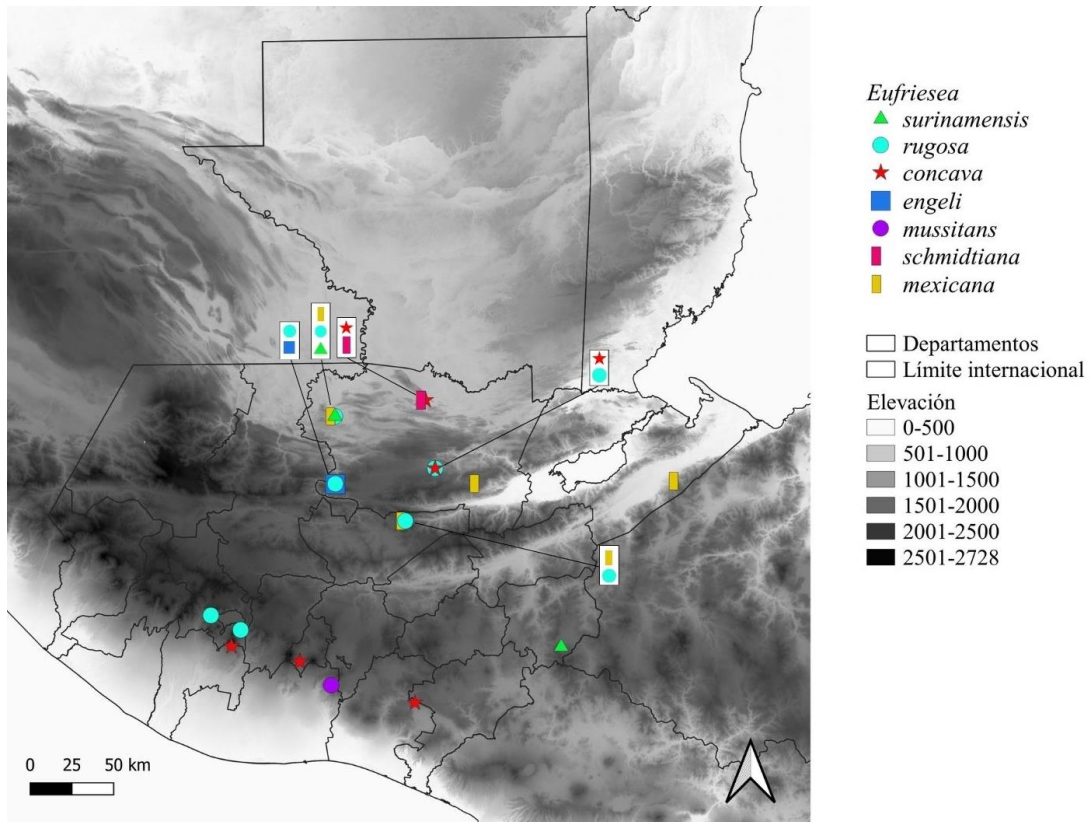 Eufriesea
surinamensis
rugosa
concava
engeli
mussitans
schmidtiana
mexicana
Departamentos
Límite internacional
Elevación
0-500
501-1000
1001-1500
1501-2000
2001-2500
2501-2728
0 25 50 km